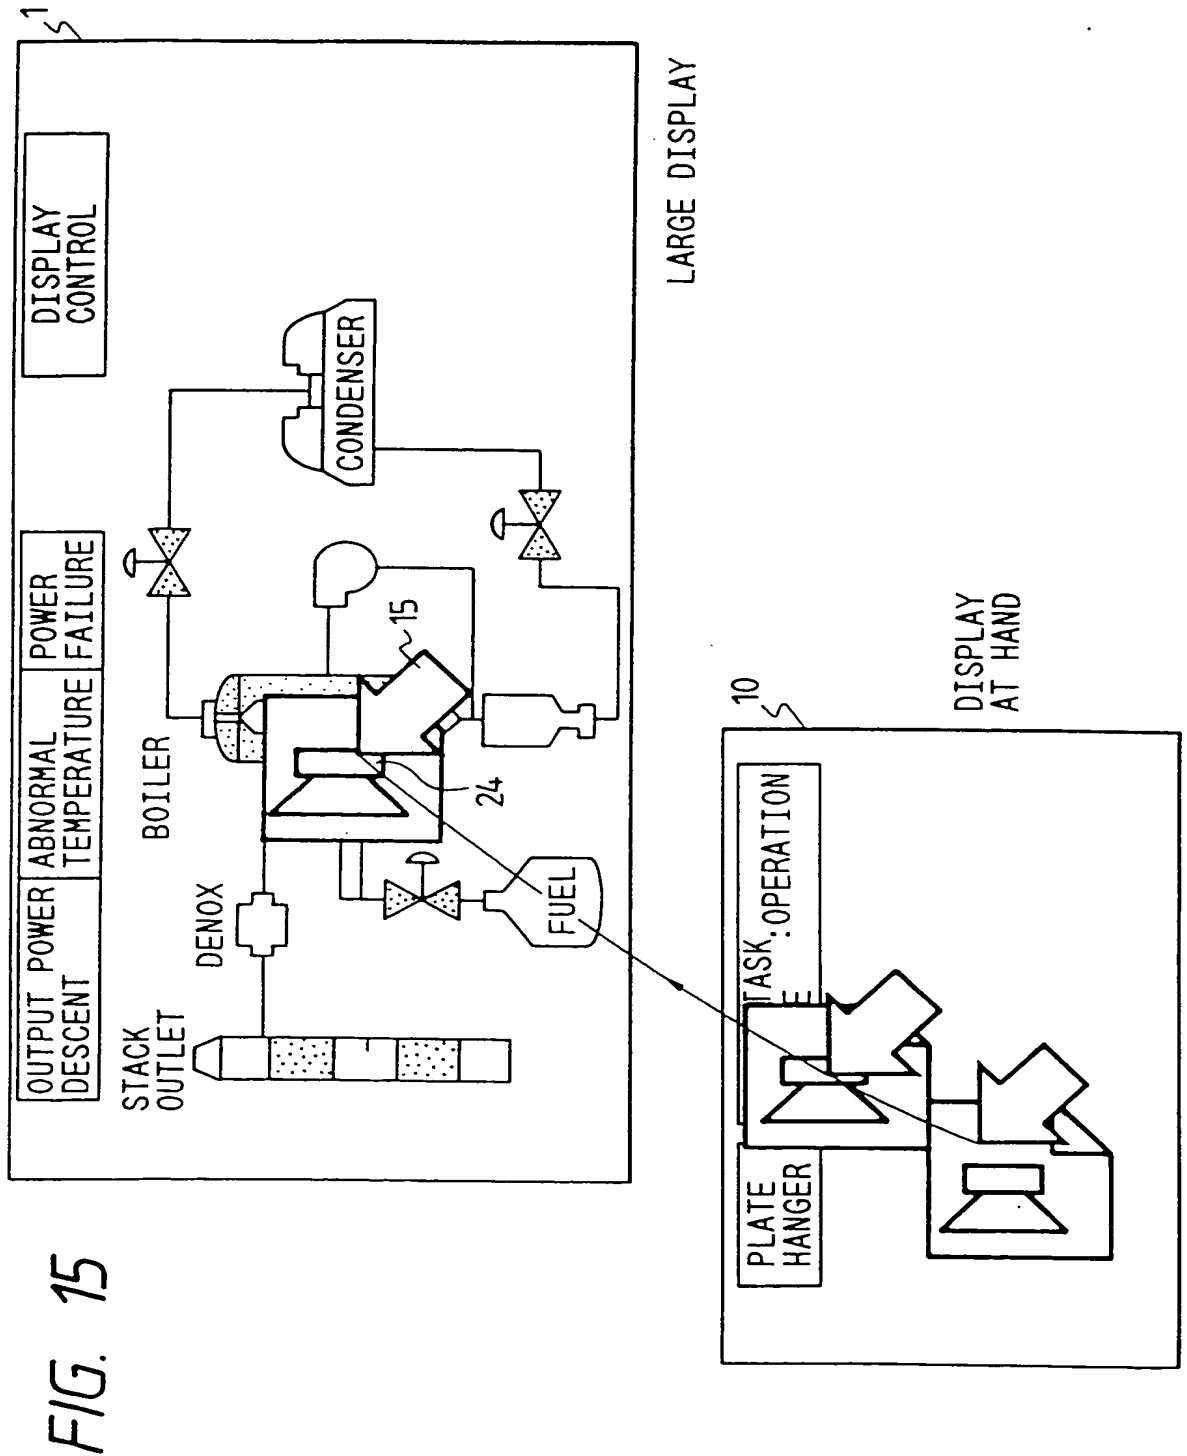 FIG. 15
1
OUTPUT POWER
DESCENT
ABNORMAL
TEMPERATURE
POWER
FAILURE
DISPLAY
CONTROL
STACK
OUTLET
DENOX
BOILER
CONDENSER
15
24
FUEL
LARGE DISPLAY
10
PLATE
HANGER
TASK
E :OPERATION
DISPLAY
AT HAND